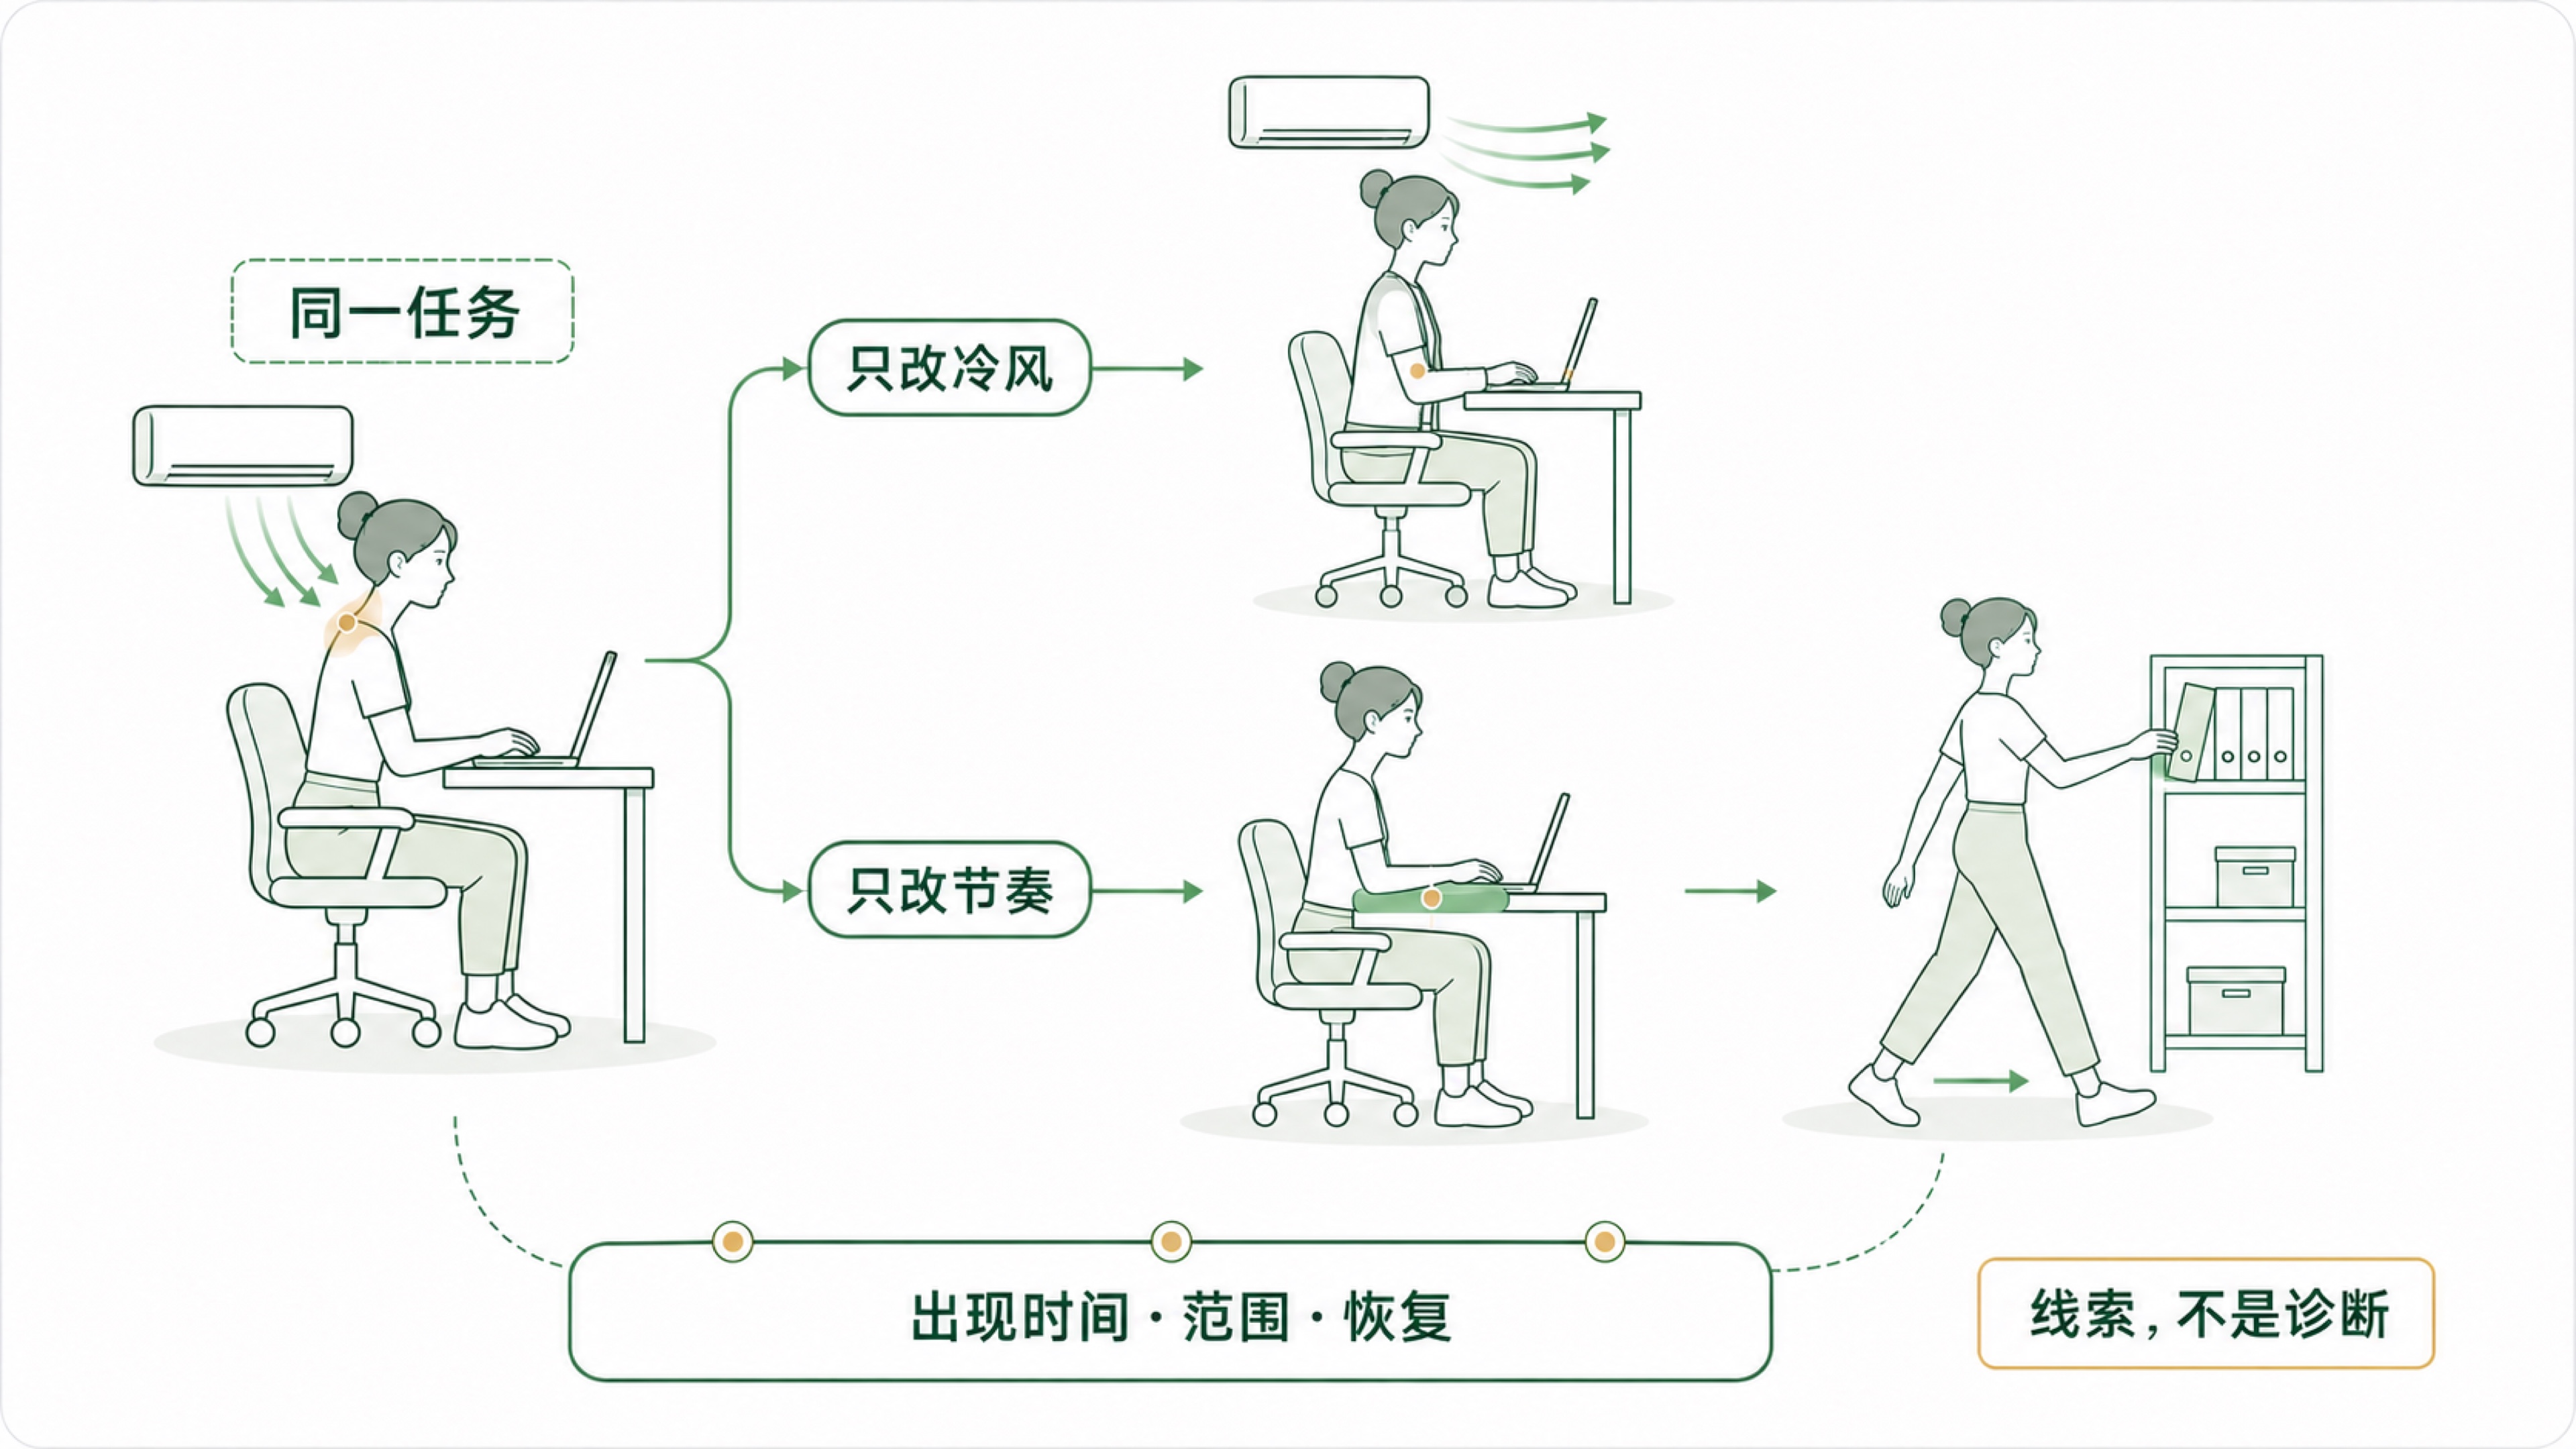 同一任务
只改冷风
只改节奏
出现时间·范围·恢复
线索，不是诊断